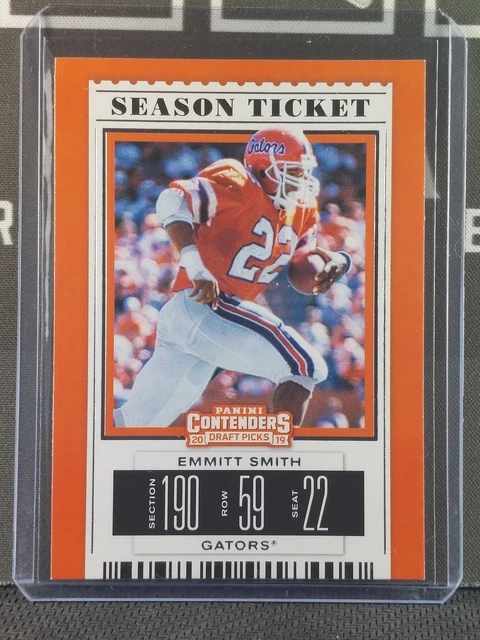 SEASON TICKET
Gators
22
PANINI
CONTENDERS
20 DRAFT PICKS 19
EMMITT SMITH
SECTION 190 ROW 59 SEAT 22
GATORS®